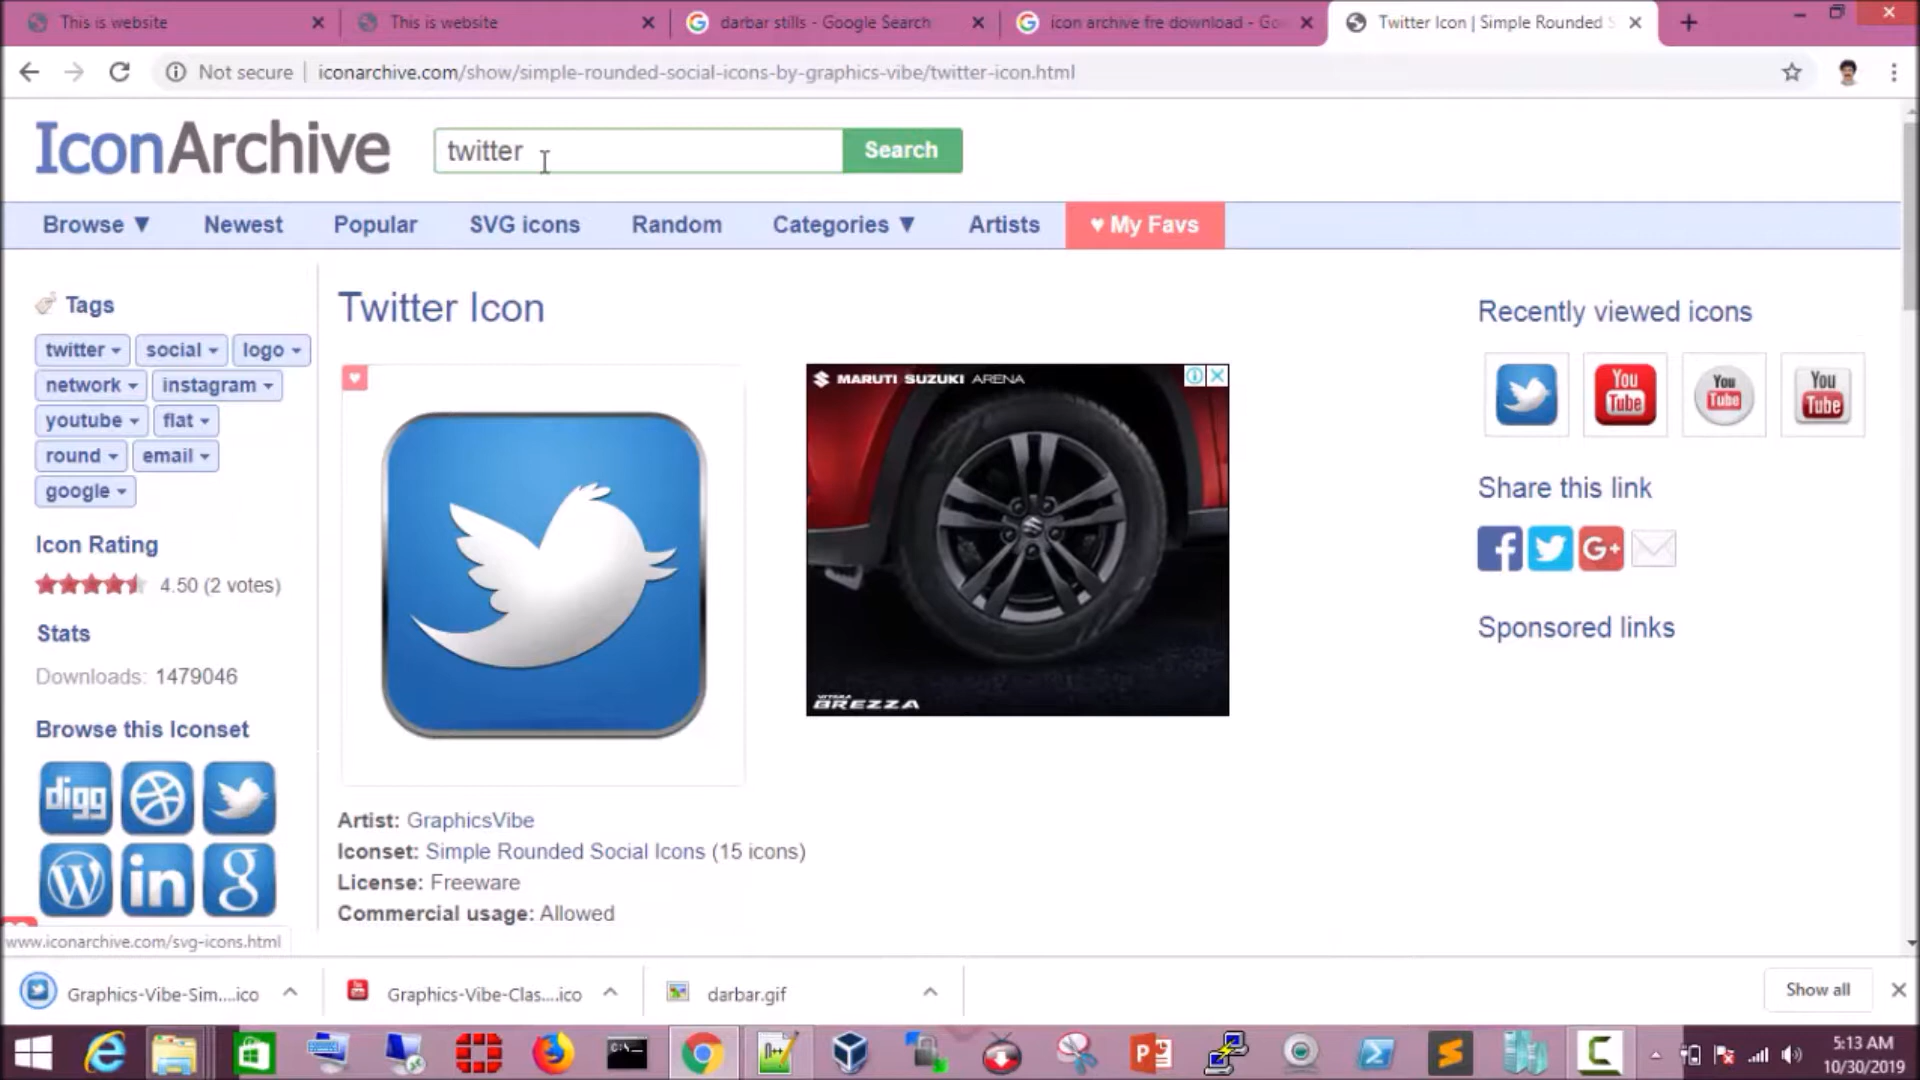 This is website
This is website
darbar stills - Google Search
icon archive fre download - Go
Twitter Icon | Simple Rounded S
Not secure
iconarchive.com/show/simple-rounded-social-icons-by-graphics-vibe/twitter-icon.html
IconArchive
twitter
Search
Browse ▼
Newest
Popular
SVG icons
Random
Categories ▼
Artists
♥ My Favs
Tags
twitter
social
logo
network
instagram
youtube
flat
round
email
google
Icon Rating
4.50 (2 votes)
Stats
Downloads: 1479046
Browse this Iconset
digg
in
g
www.iconarchive.com/svg-icons.html
Twitter Icon
MARUTI SUZUKI ARENA
VITARA
BREZZA
Artist: GraphicsVibe
Iconset: Simple Rounded Social Icons (15 icons)
License: Freeware
Commercial usage: Allowed
Recently viewed icons
You
Tube
You
Tube
You
Tube
Share this link
f
G+
Sponsored links
Graphics-Vibe-Sim....ico
Graphics-Vibe-Clas....ico
darbar.gif
Show all
5:13 AM
10/30/2019